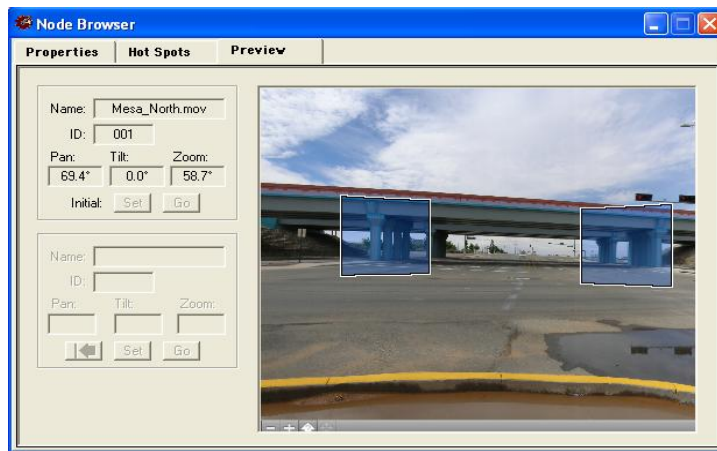 Node Browser
Properties Hot Spots Preview
Name: Mesa_North.mov
ID: 001
Pan: Tilt: Zoom:
69.4° 0.0° 58.7°
Initial: Set Go
Name:
ID:
Pan: Tilt: Zoom:
Set Go